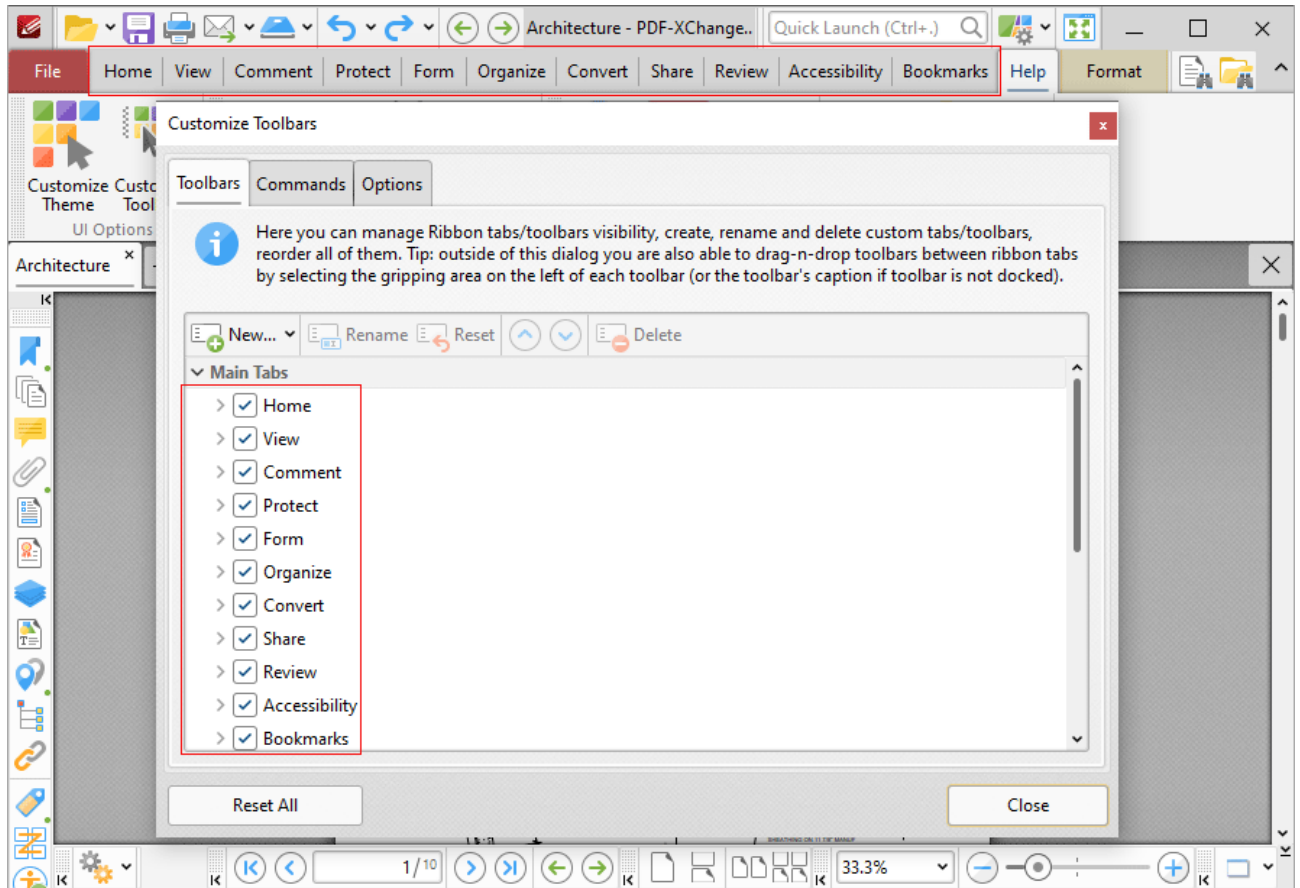 Architecture - PDF-XChange..
Quick Launch (Ctrl+.)
File Home View Comment Protect Form Organize Convert Share Review Accessibility Bookmarks Help Format
Customize Toolbars
Customize
Theme
UI Options
Architecture
Toolbars Commands Options
Here you can manage Ribbon tabs/toolbars visibility, create, rename and delete custom tabs/toolbars,
reorder all of them. Tip: outside of this dialog you are also able to drag-n-drop toolbars between ribbon tabs
by selecting the gripping area on the left of each toolbar (or the toolbar's caption if toolbar is not docked).
New... Rename Reset Delete
Main Tabs
Home
View
Comment
Protect
Form
Organize
Convert
Share
Review
Accessibility
Bookmarks
Reset All Close
1/10 33.3%